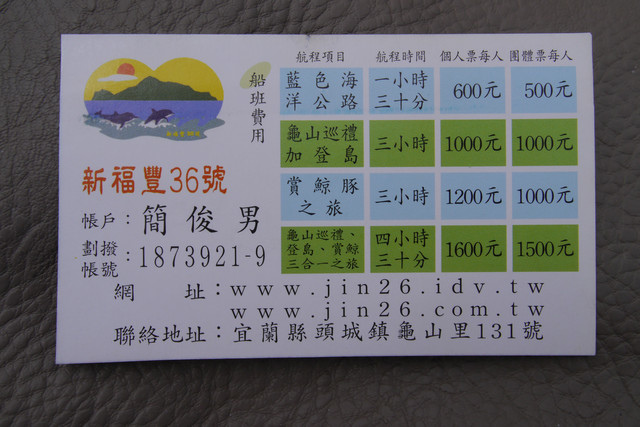 船班費用
航程項目 航程時間 個人票每人 團體票每人
藍色海洋公路 一小時三十分 600元 500元
龜山巡禮加登島 三小時 1000元 1000元
賞鯨豚之旅 三小時 1200元 1000元
龜山巡禮、登島、賞鯨三合一之旅 四小時三十分 1600元 1500元
新福豐36號
帳戶：簡俊男
劃撥帳號：1873921-9
網址：www.jin26.idv.tw
www.jin26.com.tw
聯絡地址：宜蘭縣頭城鎮龜山里131號